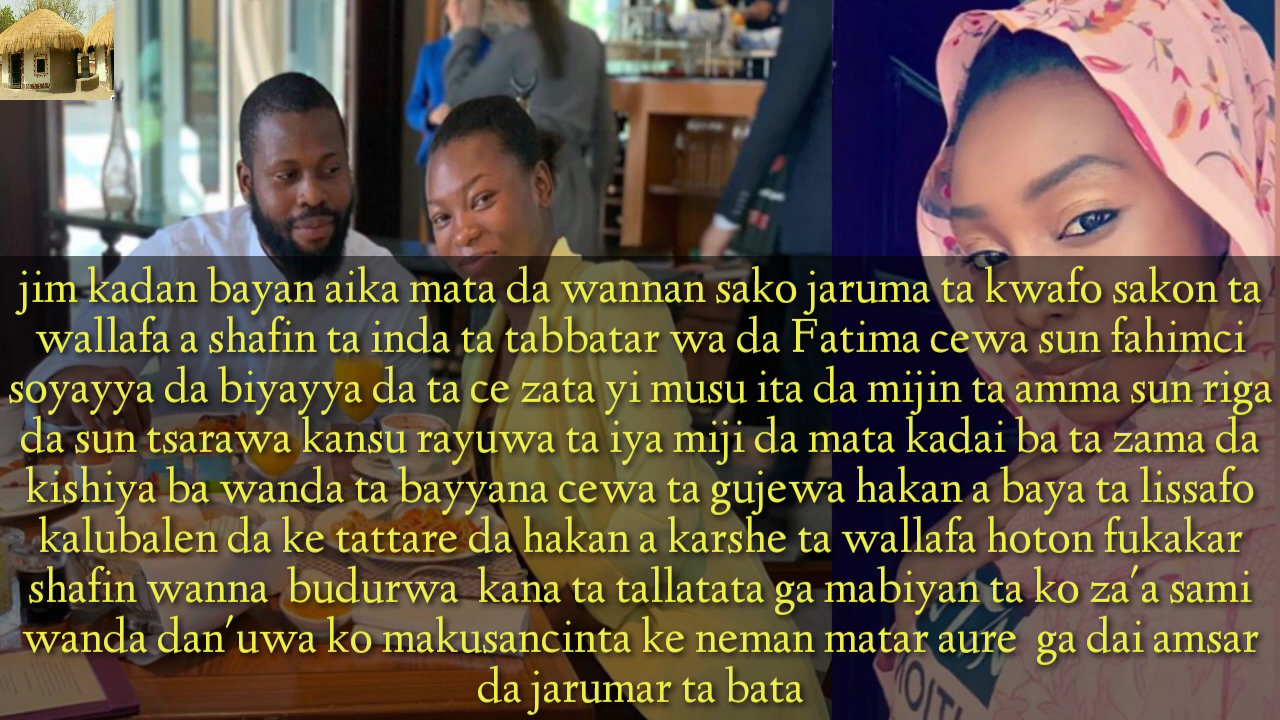 jim kadan bayan aika mata da wannan sako jaruma ta kwafo sakon ta
wallafa a shafin ta inda ta tabbatar wa da Fatima cewa sun fahimci
soyayya da biyayya da ta ce zata yi musu ita da mijin ta amma sun riga
da sun tsarawa kansu rayuwa ta iya miji da mata kadai ba ta zama da
kishiya ba wanda ta bayyana cewa ta gujewa hakan a baya ta lissafo
kalubalen da ke tattare da hakan a karshe ta wallafa hoton fukakar
shafin wanna budurwa kana ta tallatata ga mabiyan ta ko za'a sami
wanda dan'uwa ko makusancinta ke neman matar aure ga dai amsar
da jarumar ta bata